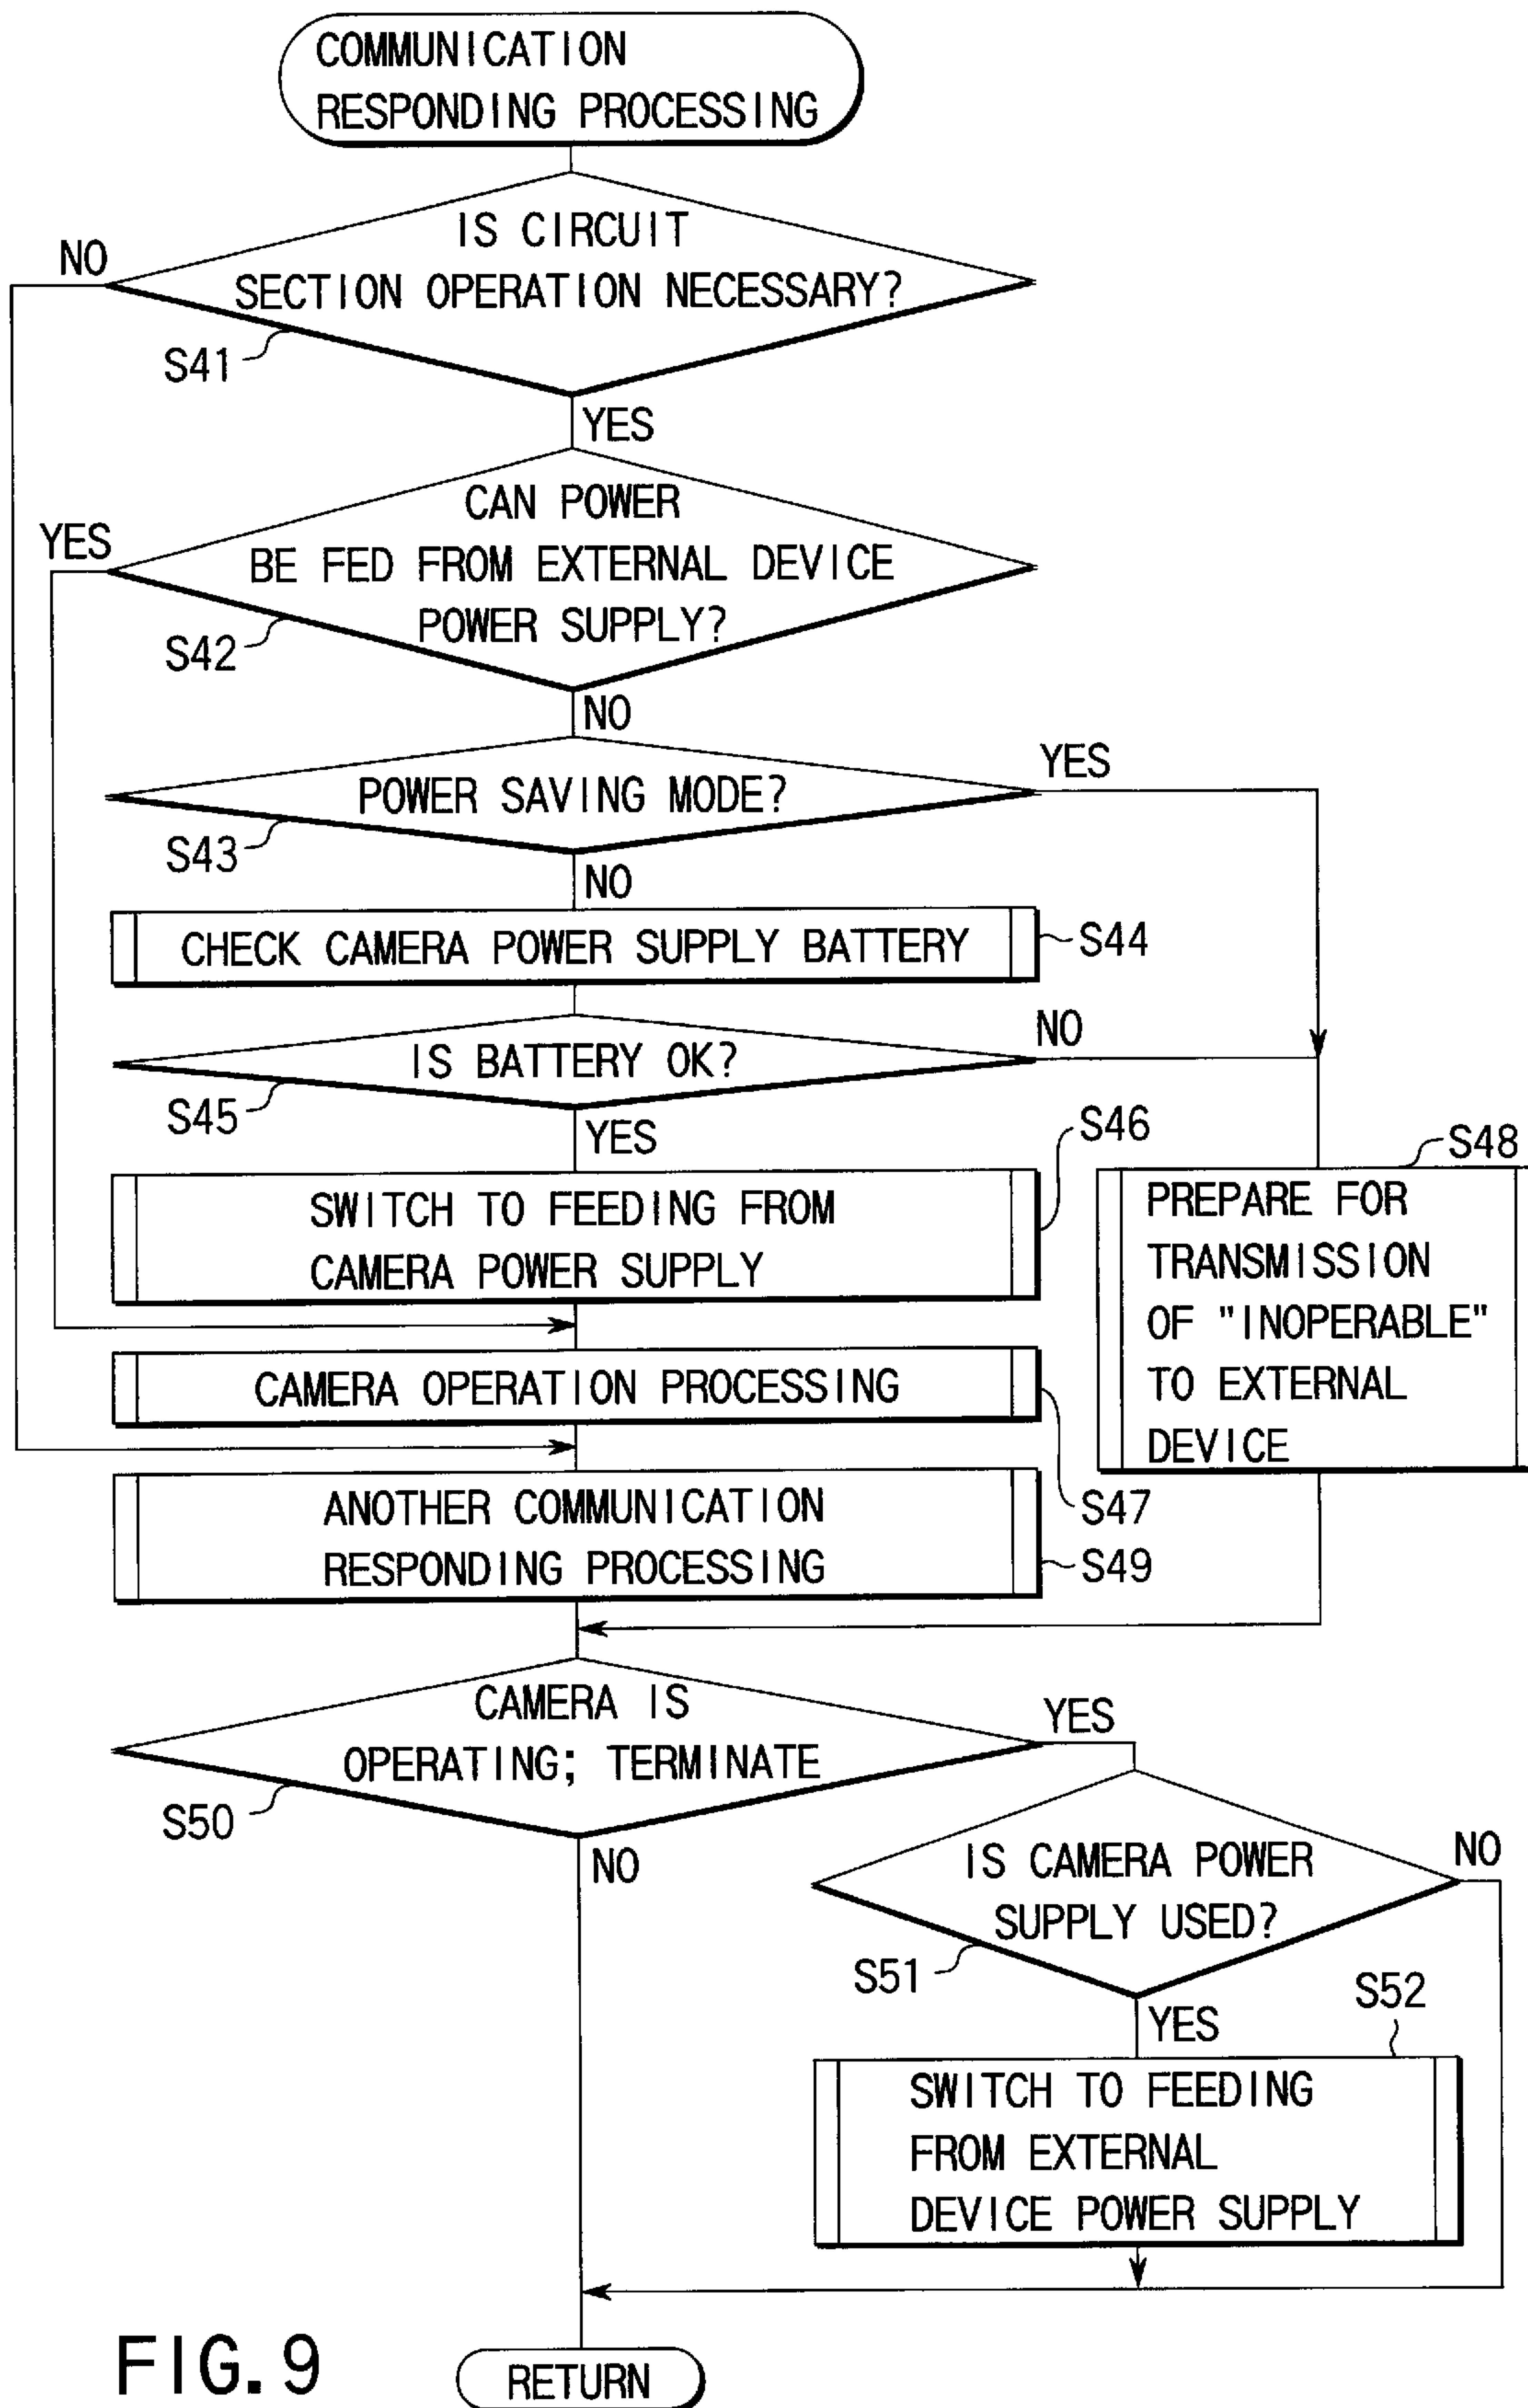 COMMUNICATION
RESPONDING PROCESSING
IS CIRCUIT
SECTION OPERATION NECESSARY?
NO
S41
YES
CAN POWER
BE FED FROM EXTERNAL DEVICE
POWER SUPPLY?
YES
S42
NO
POWER SAVING MODE?
YES
S43
NO
CHECK CAMERA POWER SUPPLY BATTERY
S44
IS BATTERY OK?
NO
S45
YES
SWITCH TO FEEDING FROM
CAMERA POWER SUPPLY
S46
S48
PREPARE FOR
TRANSMISSION
OF "INOPERABLE"
TO EXTERNAL
DEVICE
CAMERA OPERATION PROCESSING
S47
ANOTHER COMMUNICATION
RESPONDING PROCESSING
S49
CAMERA IS
OPERATING; TERMINATE
YES
S50
NO
IS CAMERA POWER
SUPPLY USED?
NO
S51
YES
S52
SWITCH TO FEEDING
FROM EXTERNAL
DEVICE POWER SUPPLY
RETURN
FIG. 9